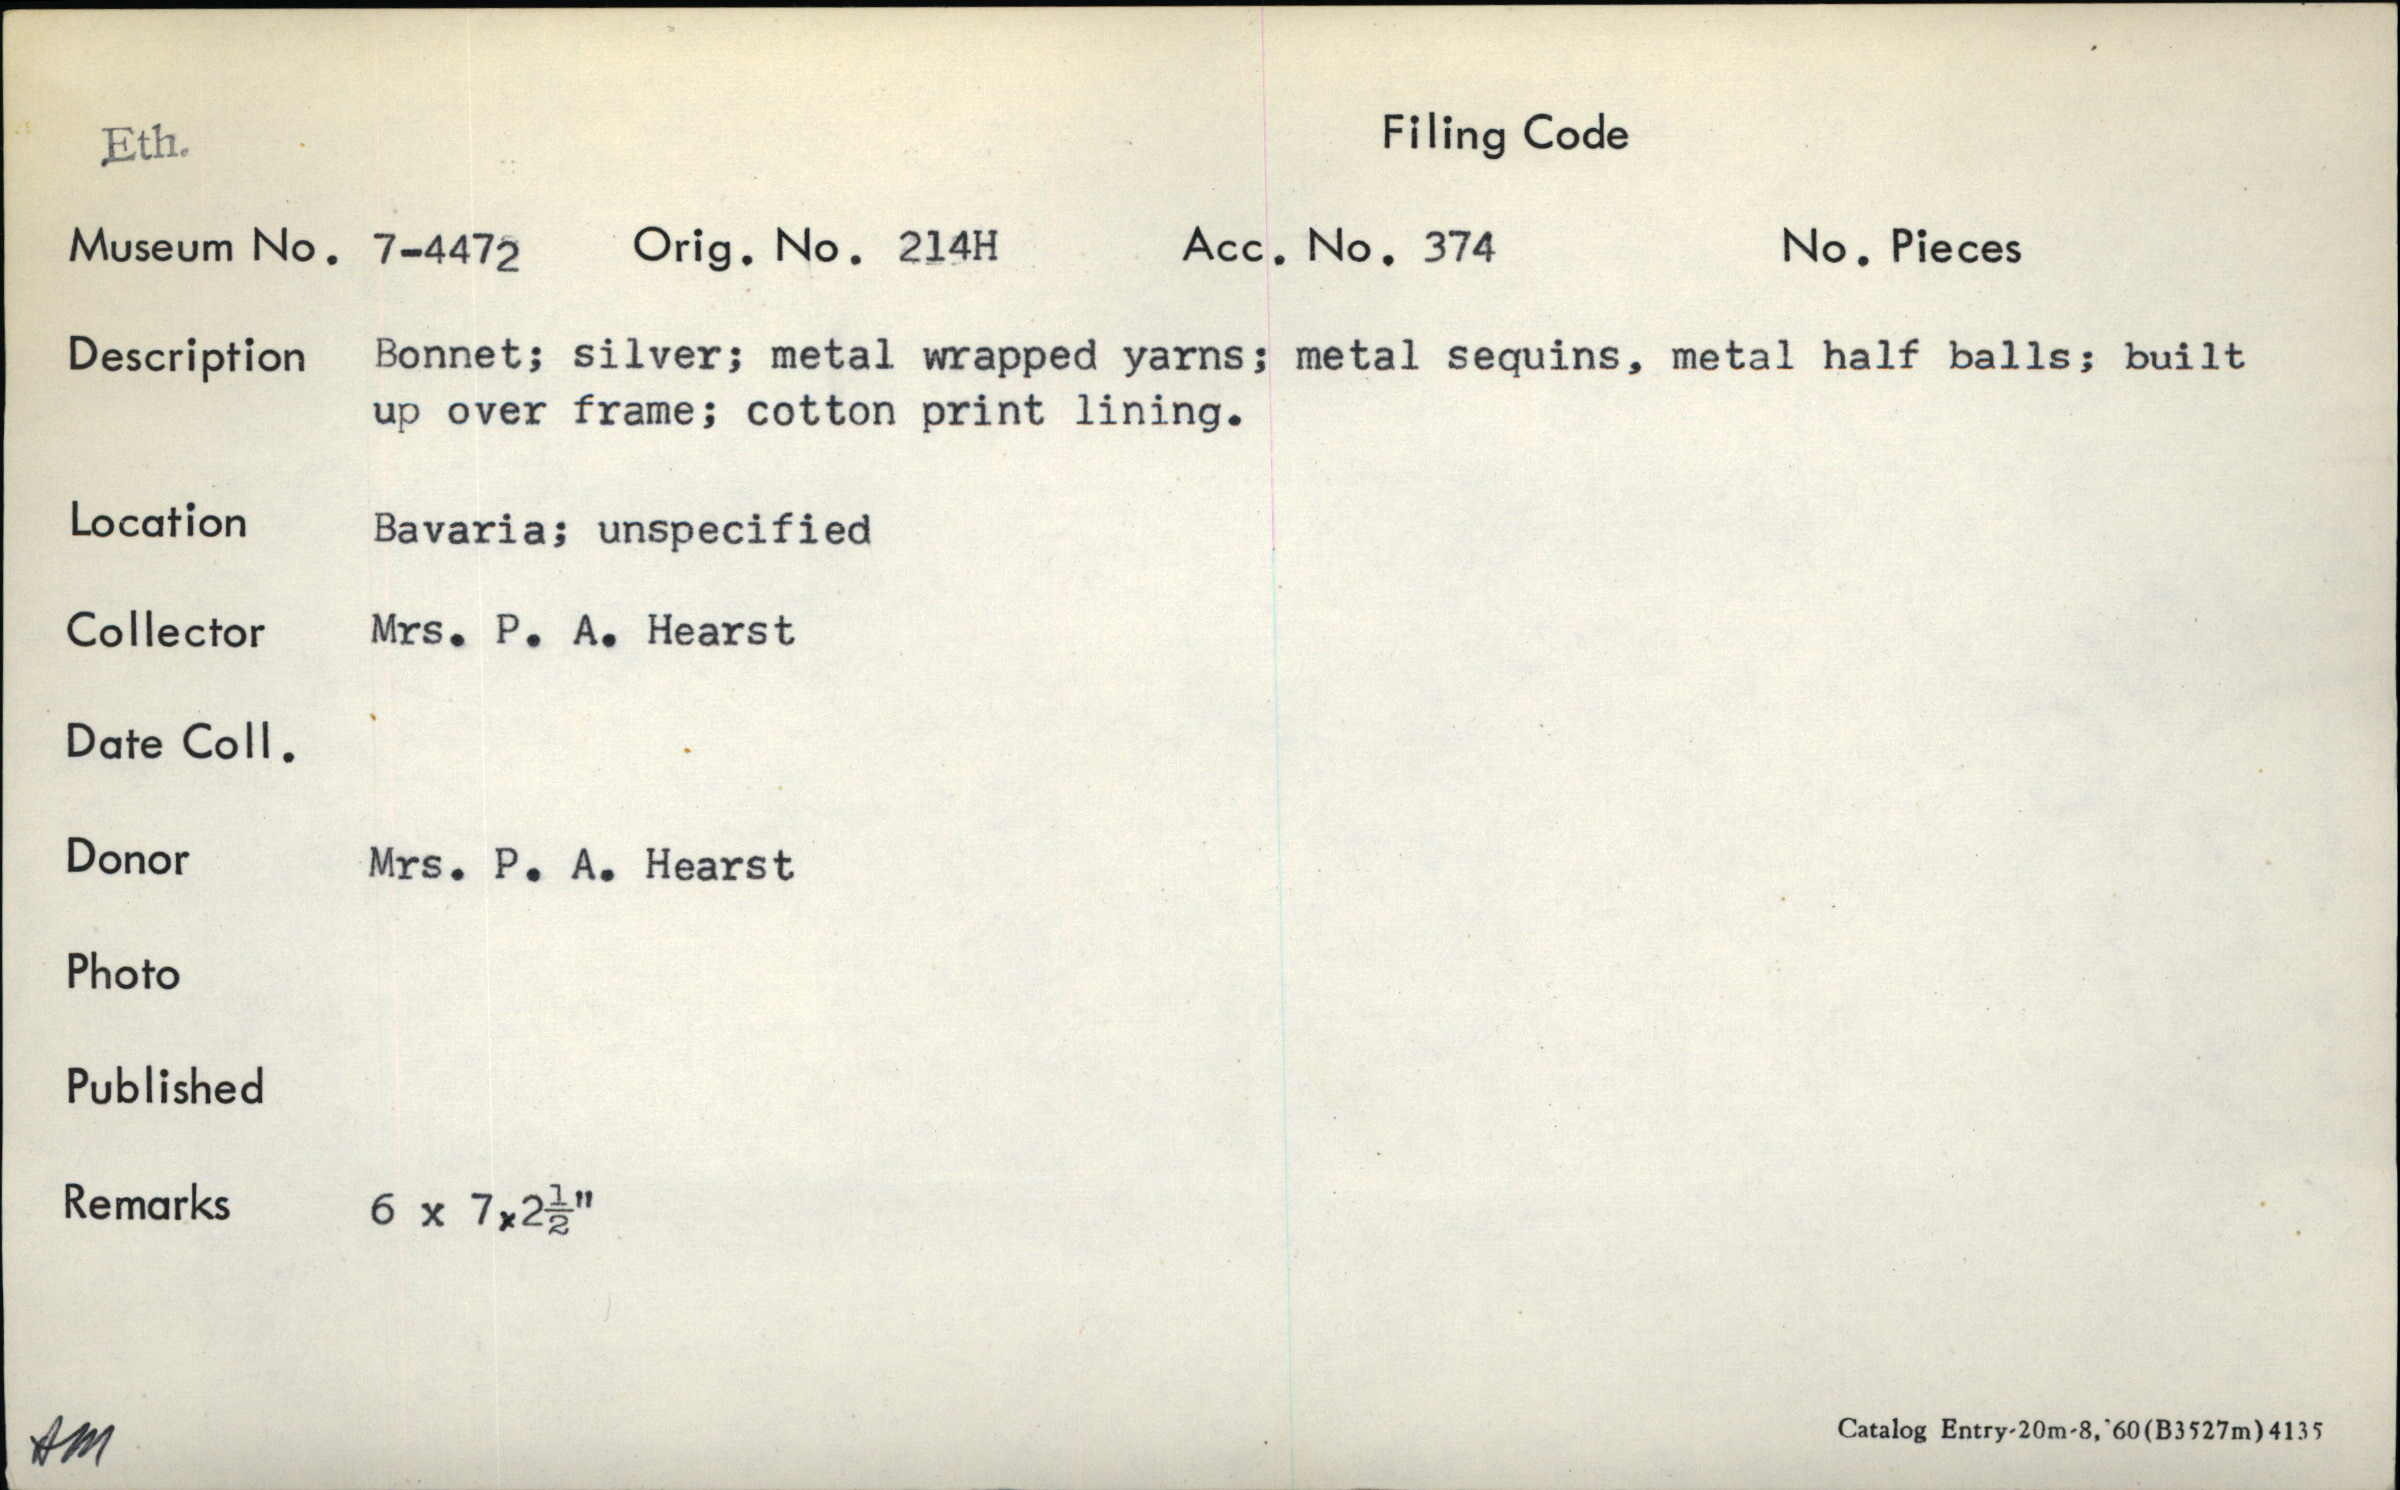 Eth.
Filing Code
Museum No. 7-4472 Orig. No. 214H Acc. No. 374 No. Pieces
Description Bonnet; silver; metal wrapped yarns; metal sequins, metal half balls; built
up over frame; cotton print lining.
Location Bavaria; unspecified
Collector Mrs. P. A. Hearst
Date Coll.
Donor Mrs. P. A. Hearst
Photo
Published
Remarks 6 x 7x2½"
AM
Catalog Entry-20m-8,'60(B3527m)4135